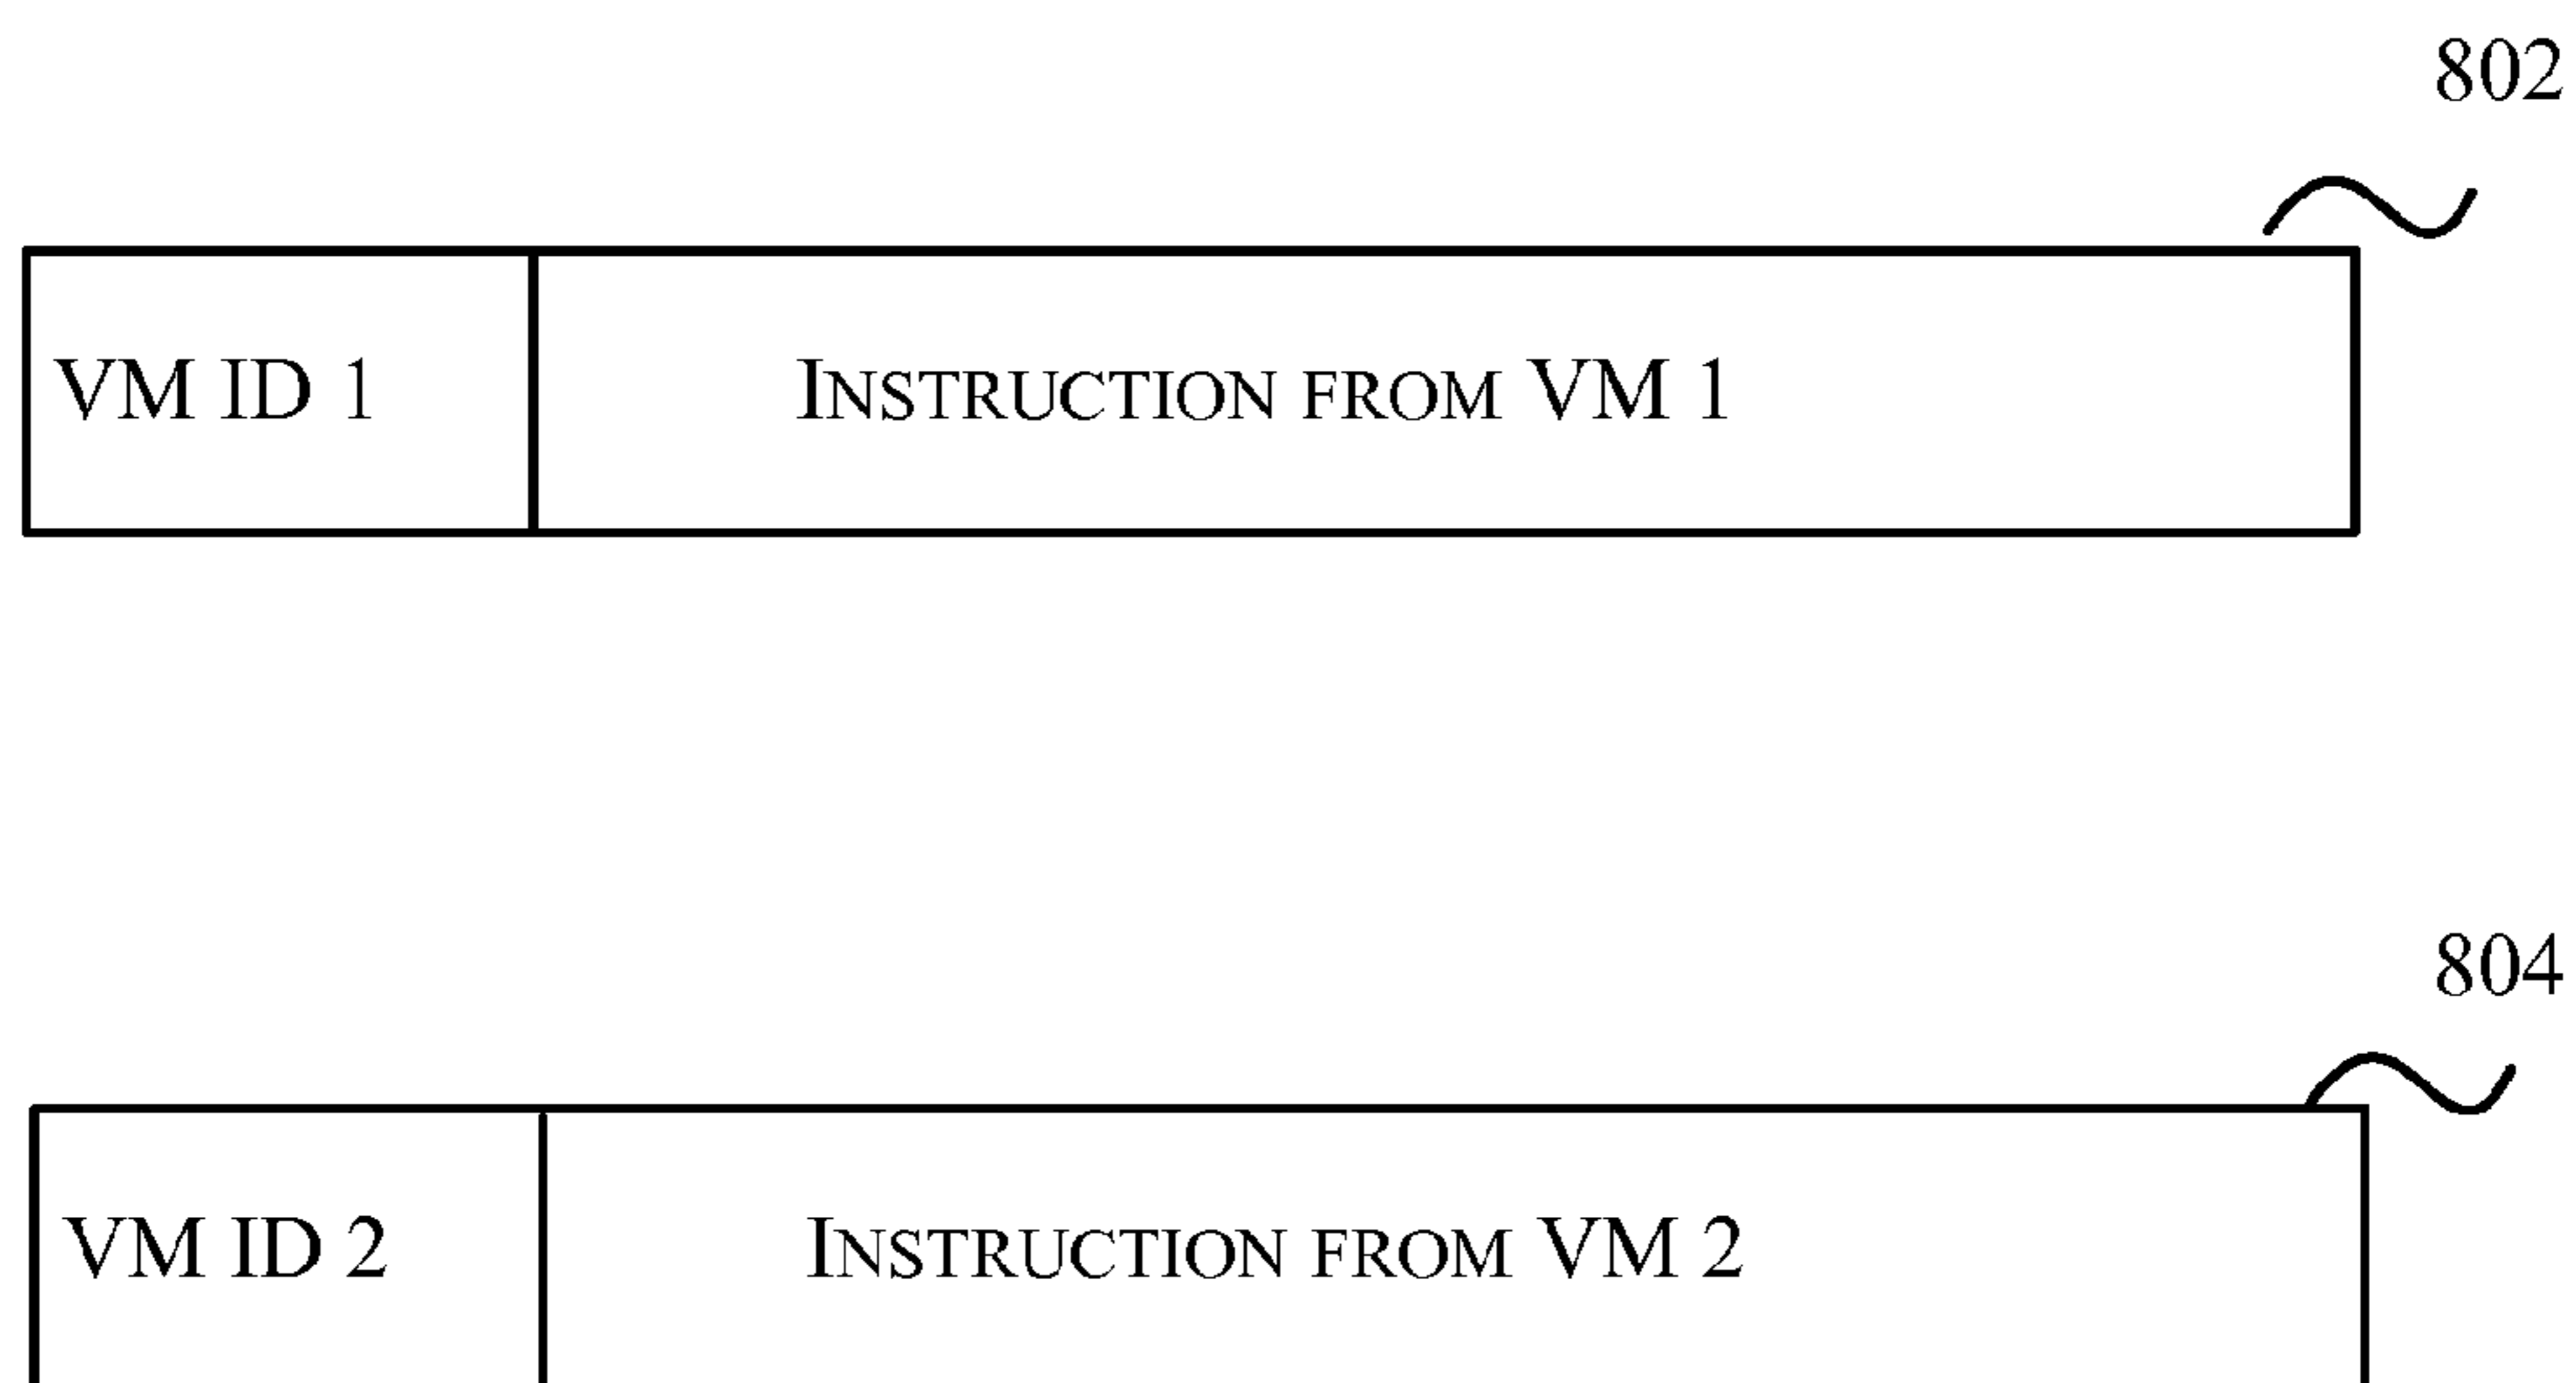 802
VM ID 1 INSTRUCTION FROM VM 1
804
VM ID 2 INSTRUCTION FROM VM 2